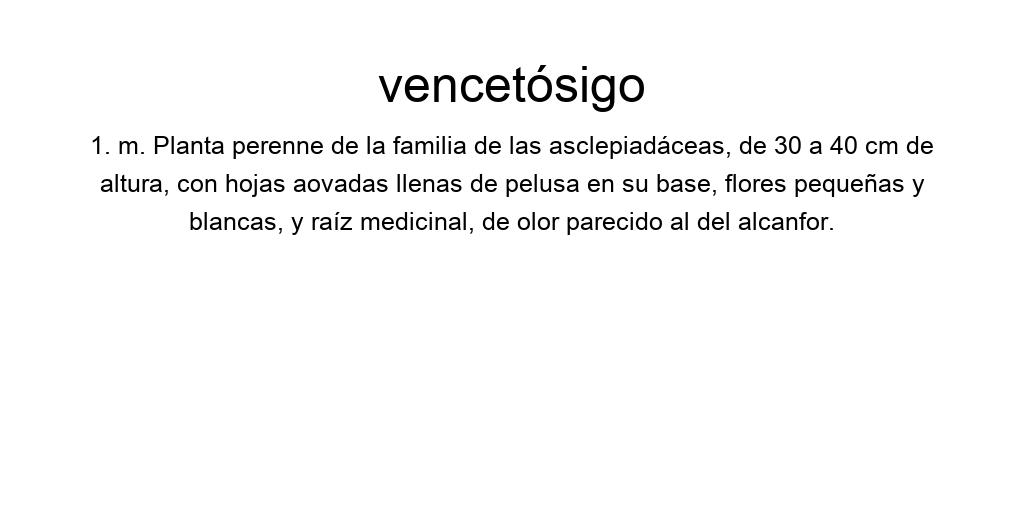 vencetósigo
1. m. Planta perenne de la familia de las asclepiadáceas, de 30 a 40 cm de
altura, con hojas aovadas llenas de pelusa en su base, flores pequeñas y
blancas, y raíz medicinal, de olor parecido al del alcanfor.